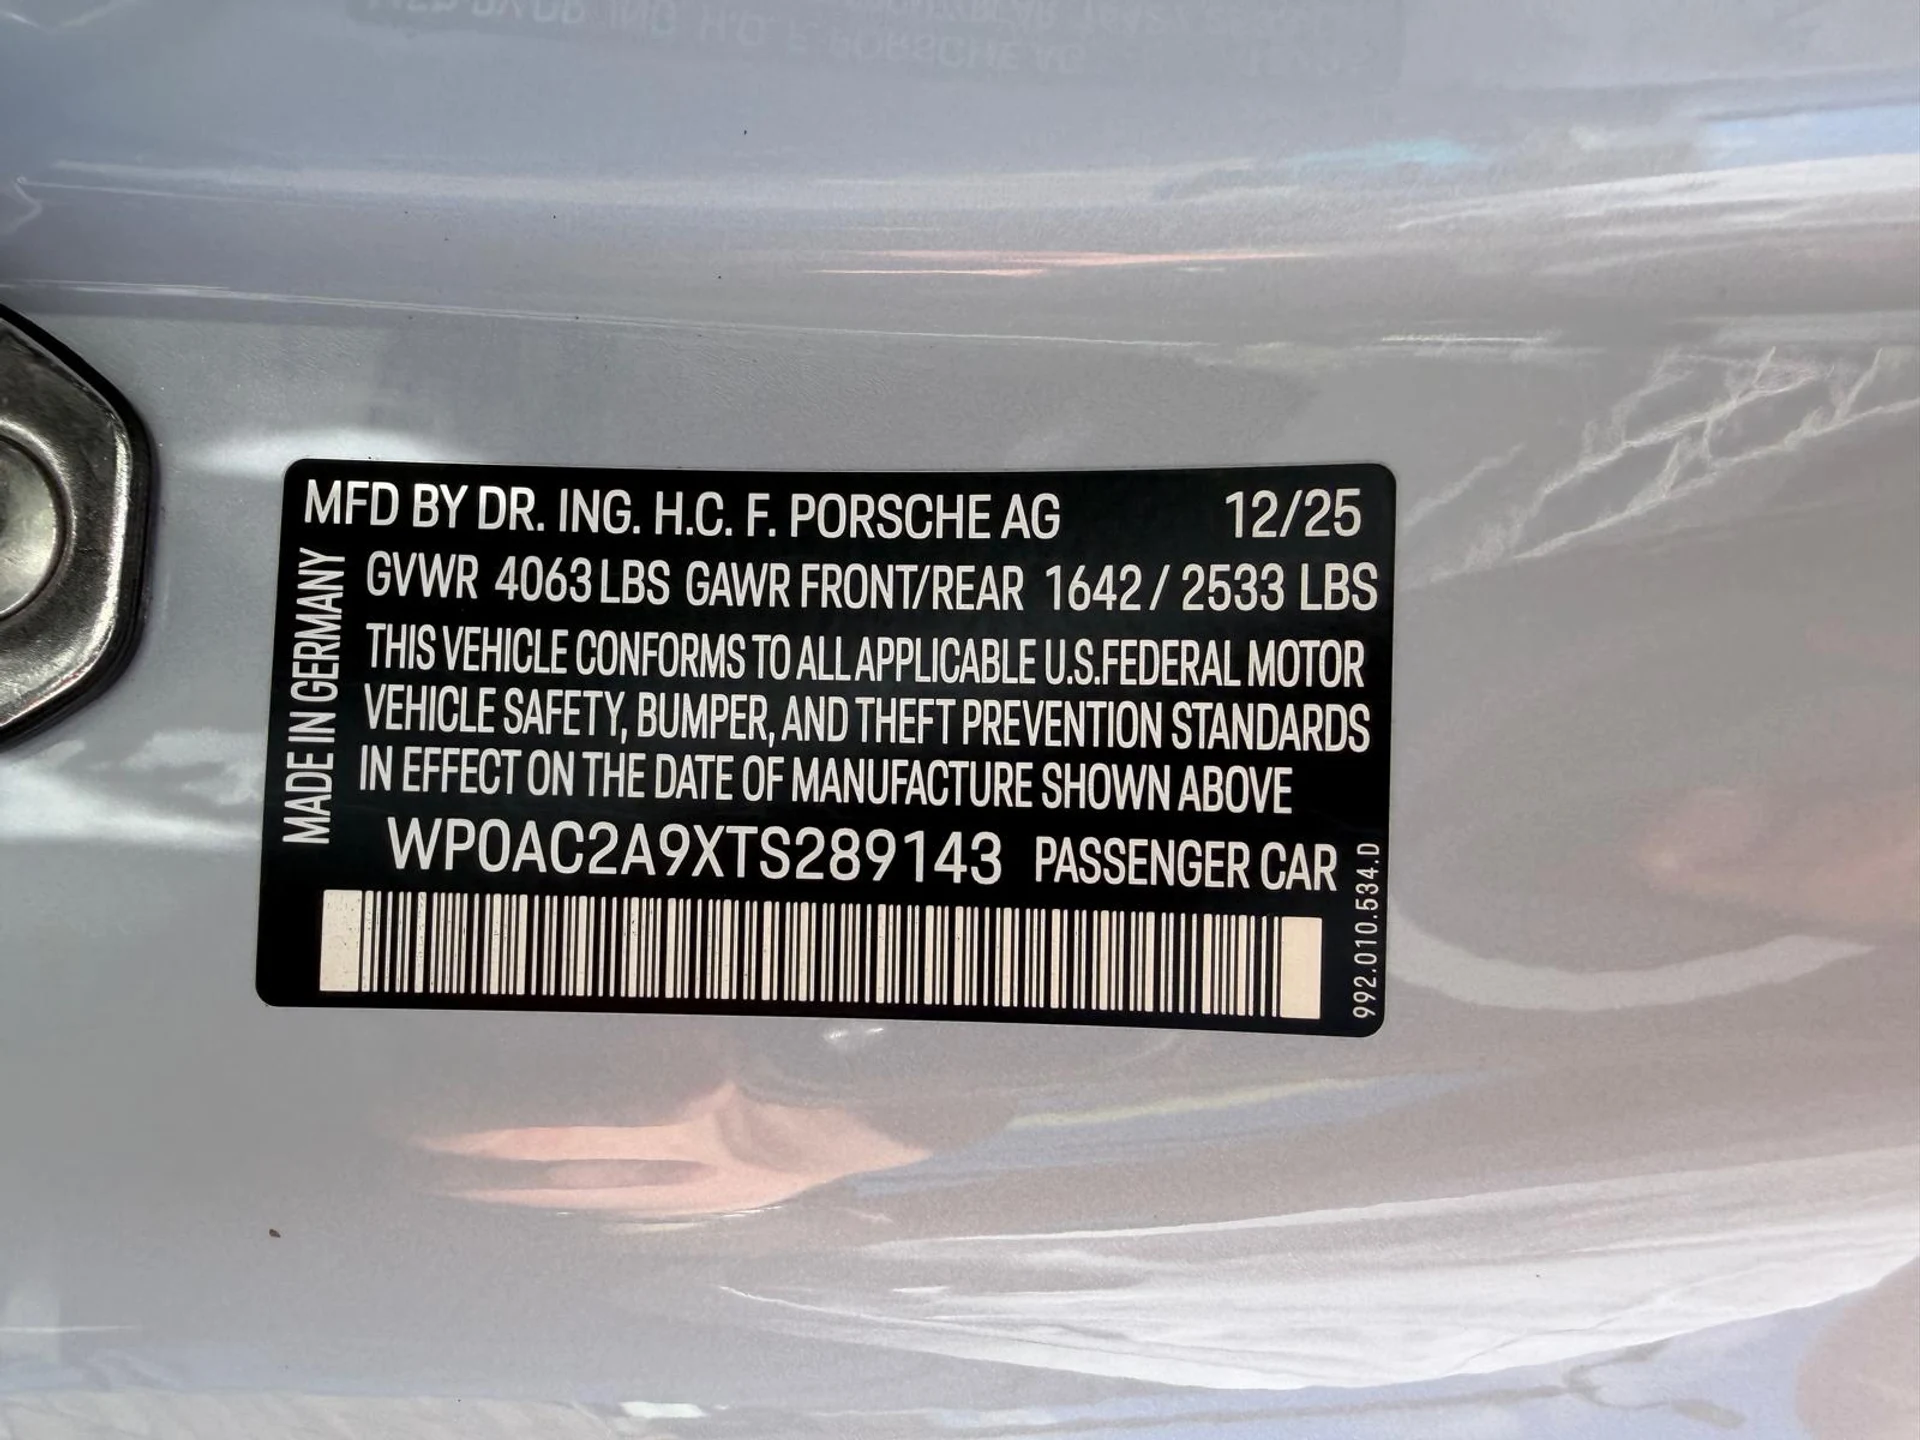 MFD BY DR. ING. H.C. F. PORSCHE AG 12/25
GVWR 4063 LBS GAWR FRONT/REAR 1642 / 2533 LBS
THIS VEHICLE CONFORMS TO ALL APPLICABLE U.S.FEDERAL MOTOR
VEHICLE SAFETY, BUMPER, AND THEFT PREVENTION STANDARDS
IN EFFECT ON THE DATE OF MANUFACTURE SHOWN ABOVE
WP0AC2A9XTS289143 PASSENGER CAR
MADE IN GERMANY
992.010.534.D